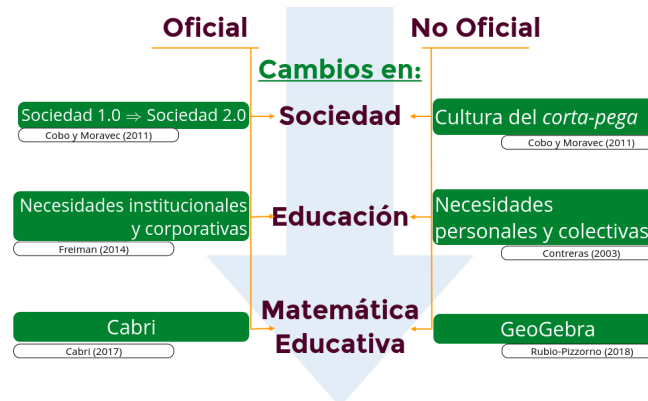 Oficial
No Oficial
Cambios en:
Sociedad 1.0 ⇒ Sociedad 2.0
Cobo y Moravec (2011)
Sociedad
Cultura del corta-pega
Cobo y Moravec (2011)
Necesidades institucionales
y corporativas
Freiman (2014)
Educación
Necesidades
personales y colectivas
Contreras (2003)
Cabri
Cabri (2017)
Matemática
Educativa
GeoGebra
Rubio-Pizzorno (2018)